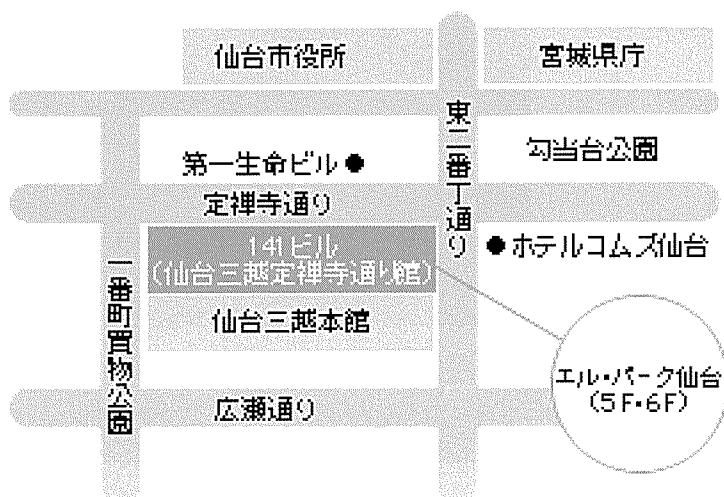 仙台市役所
宮城県庁
東二番丁通り
勾当台公園
第一生命ビル
定禅寺通り
141ビル
(仙台三越定禅寺通り館)
ホテルコムズ仙台
一番町買物公園
仙台三越本館
エル・パーク仙台
(5F・6F)
広瀬通り